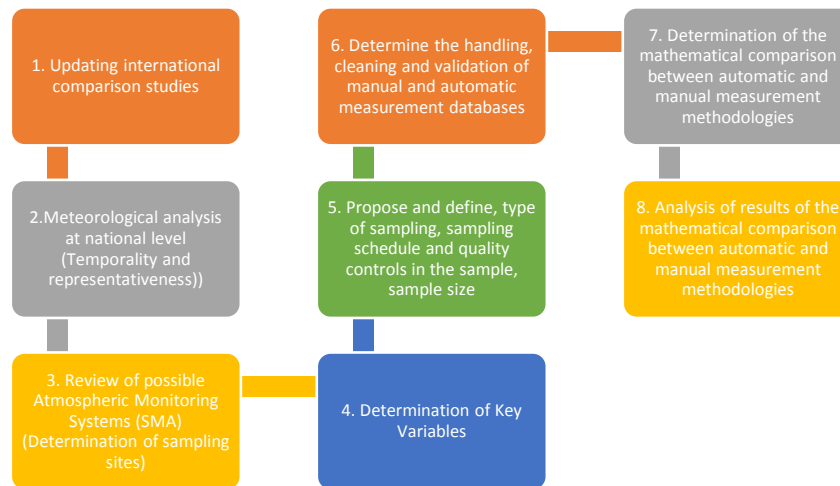 1. Updating international
comparison studies
2.Meteorological analysis
at national level
(Temporality and
representativeness))
3. Review of possible
Atmospheric Monitoring
Systems (SMA)
(Determination of sampling
sites)
4. Determination of Key
Variables
5. Propose and define, type
of sampling, sampling
schedule and quality
controls in the sample,
sample size
6. Determine the handling,
cleaning and validation of
manual and automatic
measurement databases
7. Determination of the
mathematical comparison
between automatic and
manual measurement
methodologies
8. Analysis of results of the
mathematical comparison
between automatic and
manual measurement
methodologies